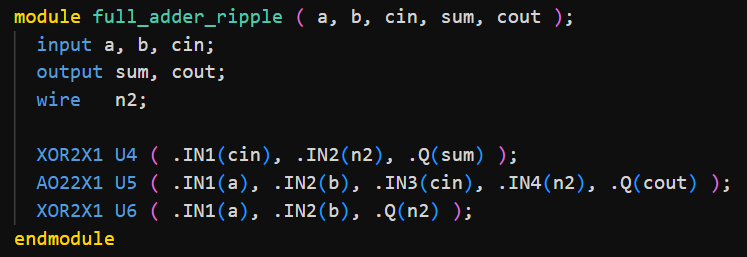 module full_adder_ripple ( a, b, cin, sum, cout );
  input a, b, cin;
  output sum, cout;
  wire   n2;

  XOR2X1 U4 ( .IN1(cin), .IN2(n2), .Q(sum) );
  AO22X1 U5 ( .IN1(a), .IN2(b), .IN3(cin), .IN4(n2), .Q(cout) );
  XOR2X1 U6 ( .IN1(a), .IN2(b), .Q(n2) );
endmodule